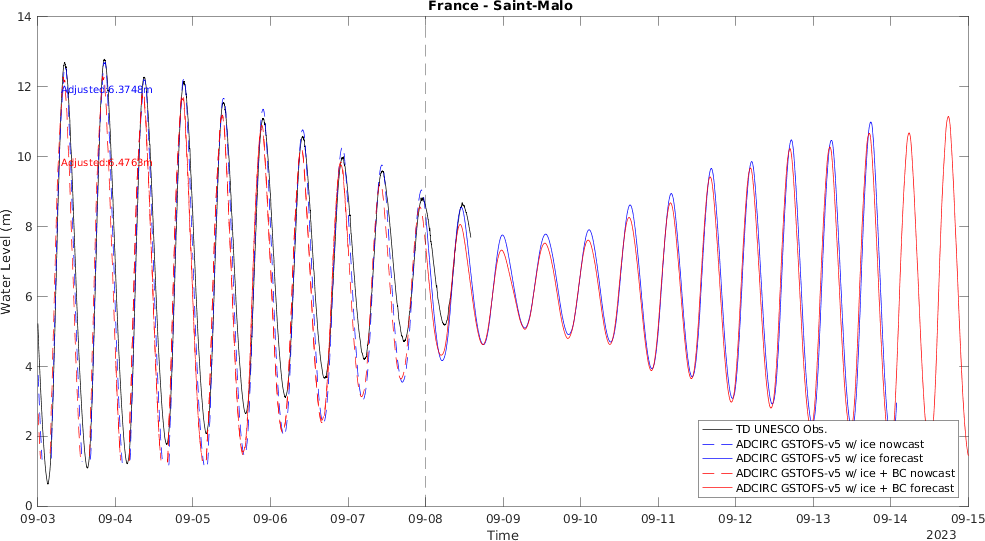 France - Saint-Malo
14
12
10
8
6
4
2
0
Water Level (m)
Adjusted:6.3748m
Adjusted:6.4763m
TD UNESCO Obs.
ADCIRC GSTOFS-v5 w/ ice nowcast
ADCIRC GSTOFS-v5 w/ ice forecast
ADCIRC GSTOFS-v5 w/ ice + BC nowcast
ADCIRC GSTOFS-v5 w/ ice + BC forecast
09-03 09-04 09-05 09-06 09-07 09-08 09-09 09-10 09-11 09-12 09-13 09-14 09-15
Time
2023